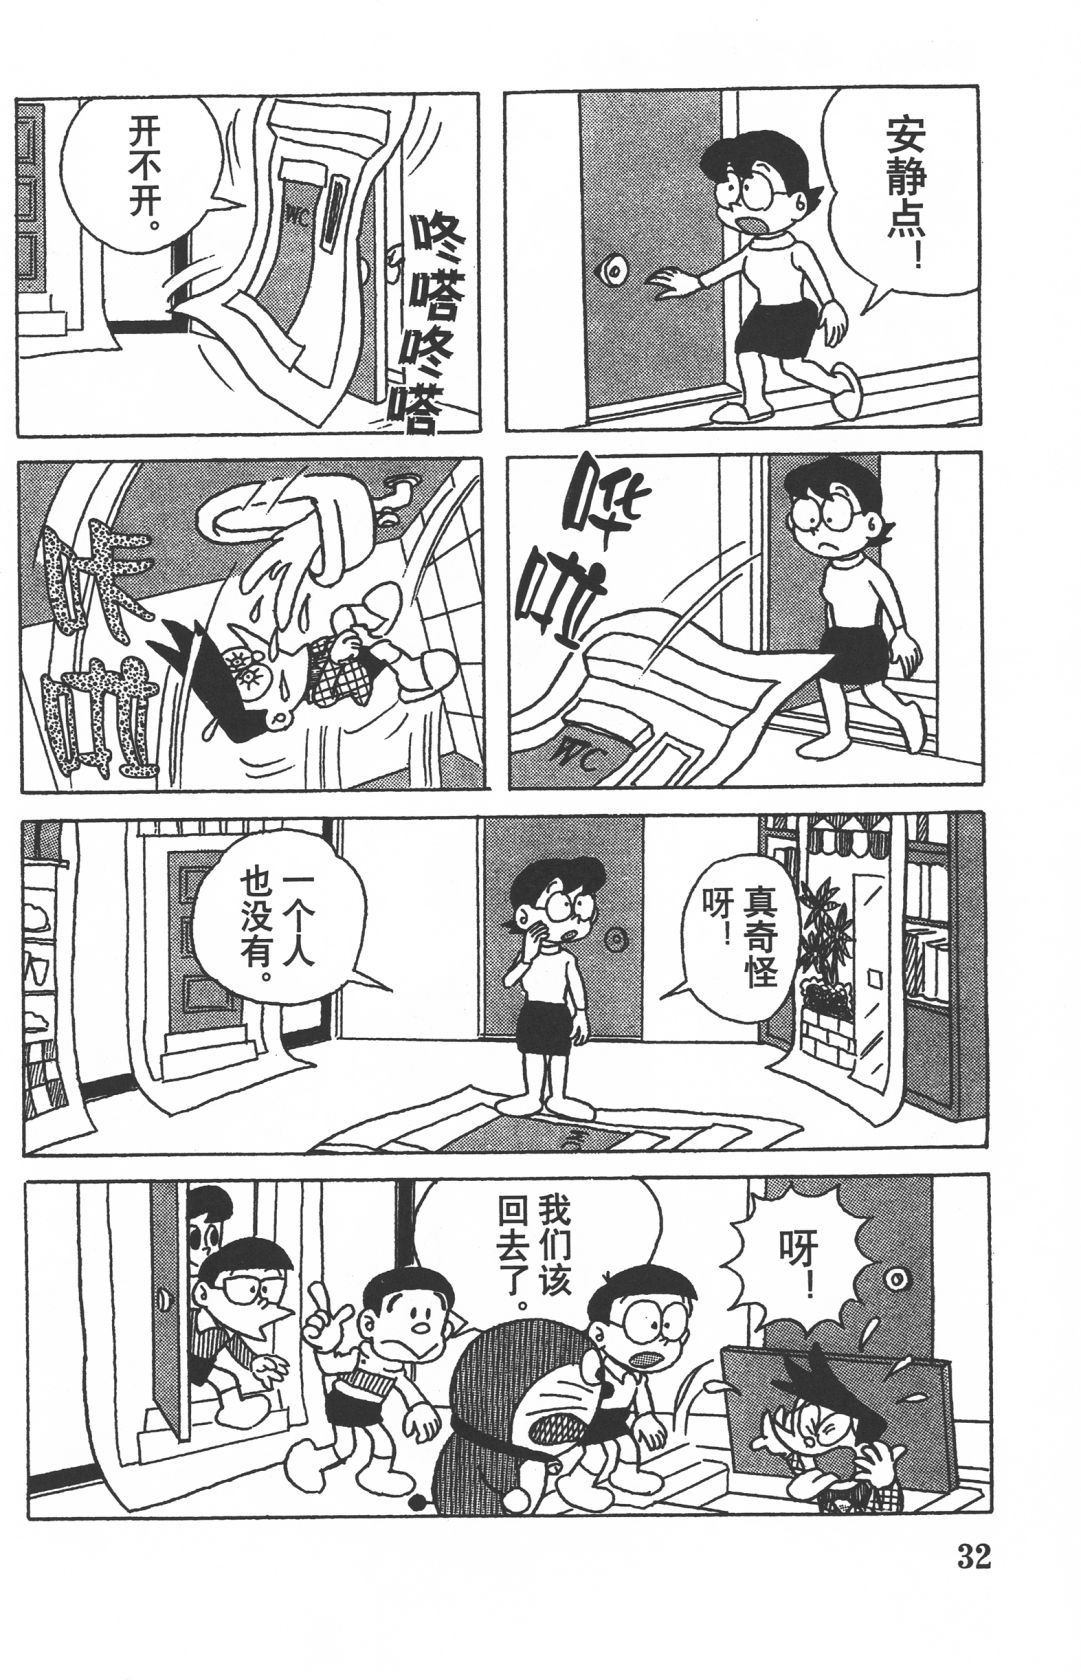 安静点！
开不开。
WC
咚嗒咚嗒
哗
啦
WC
哗
啦
真奇怪
呀！
一个人
也没有。
呀！
我们该
回去了。
32